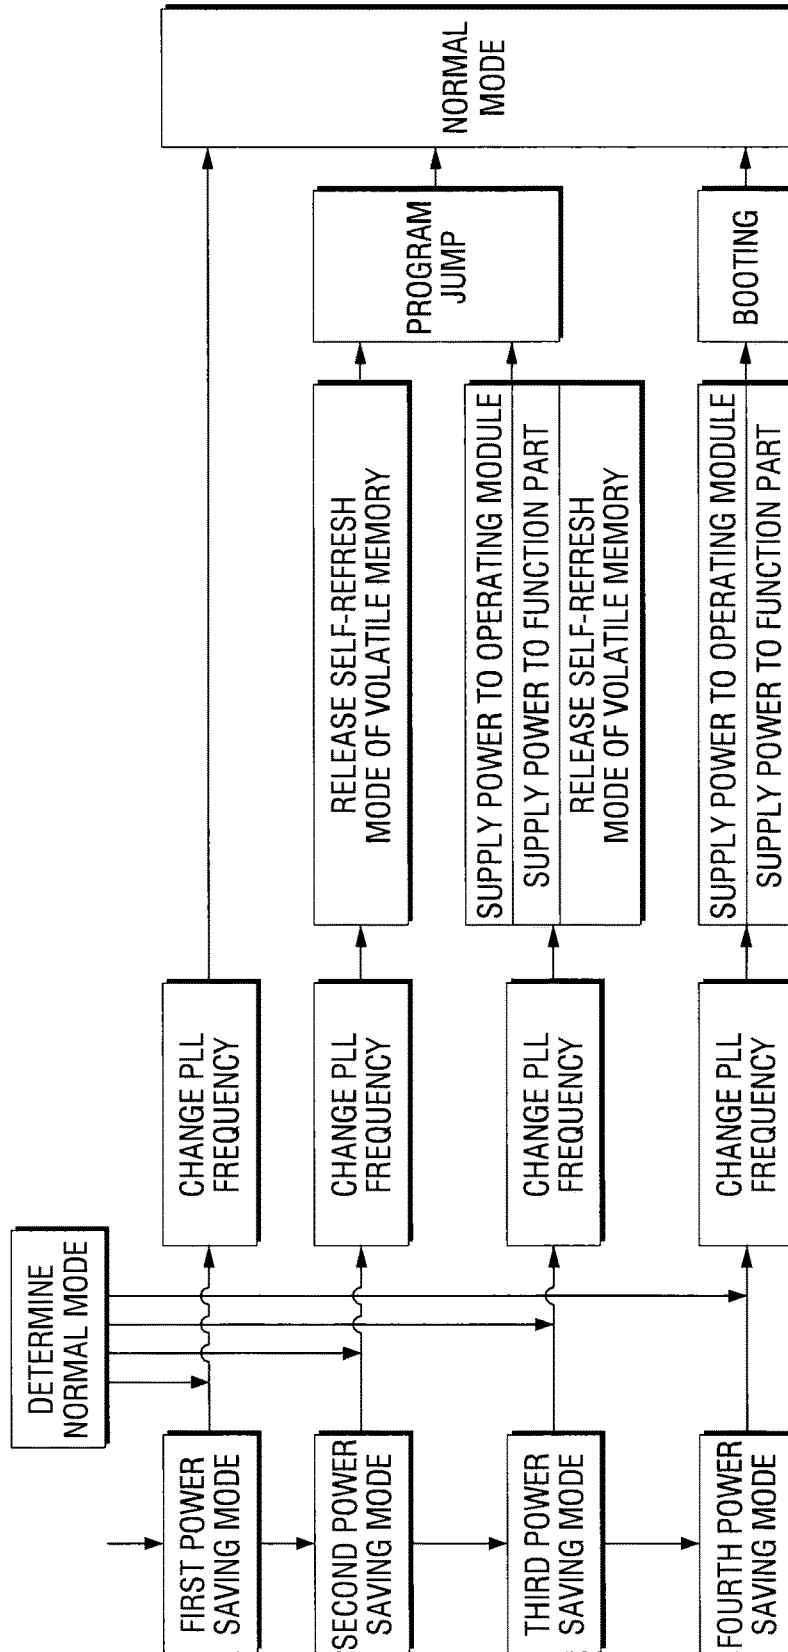 DETERMINE
NORMAL MODE
FIRST POWER
SAVING MODE
CHANGE PLL
FREQUENCY
NORMAL
MODE
SECOND POWER
SAVING MODE
CHANGE PLL
FREQUENCY
RELEASE SELF-REFRESH
MODE OF VOLATILE MEMORY
PROGRAM
JUMP
THIRD POWER
SAVING MODE
CHANGE PLL
FREQUENCY
SUPPLY POWER TO OPERATING MODULE
SUPPLY POWER TO FUNCTION PART
RELEASE SELF-REFRESH
MODE OF VOLATILE MEMORY
FOURTH POWER
SAVING MODE
CHANGE PLL
FREQUENCY
SUPPLY POWER TO OPERATING MODULE
SUPPLY POWER TO FUNCTION PART
BOOTING